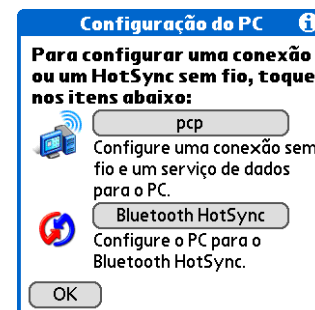 Configuração do PC
Para configurar uma conexão
ou um HotSync sem fio, toque
nos itens abaixo:
pcp
Configure uma conexão sem
fio e um serviço de dados
para o PC.
Bluetooth HotSync
Configure o PC para o
Bluetooth HotSync.
OK